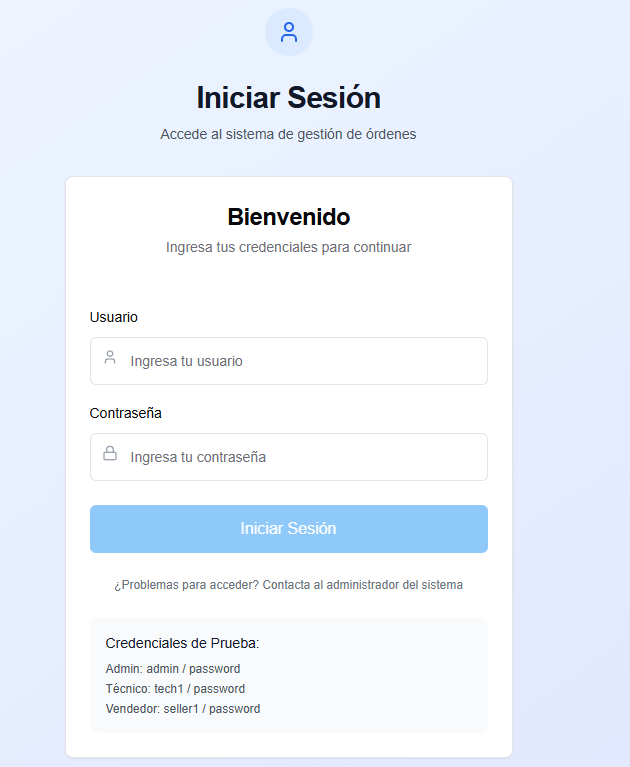 Iniciar Sesión
Accede al sistema de gestión de órdenes
Bienvenido
Ingresa tus credenciales para continuar
Usuario
Ingresa tu usuario
Contraseña
Ingresa tu contraseña
Iniciar Sesión
¿Problemas para acceder? Contacta al administrador del sistema
Credenciales de Prueba:
Admin: admin / password
Técnico: tech1 / password
Vendedor: seller1 / password